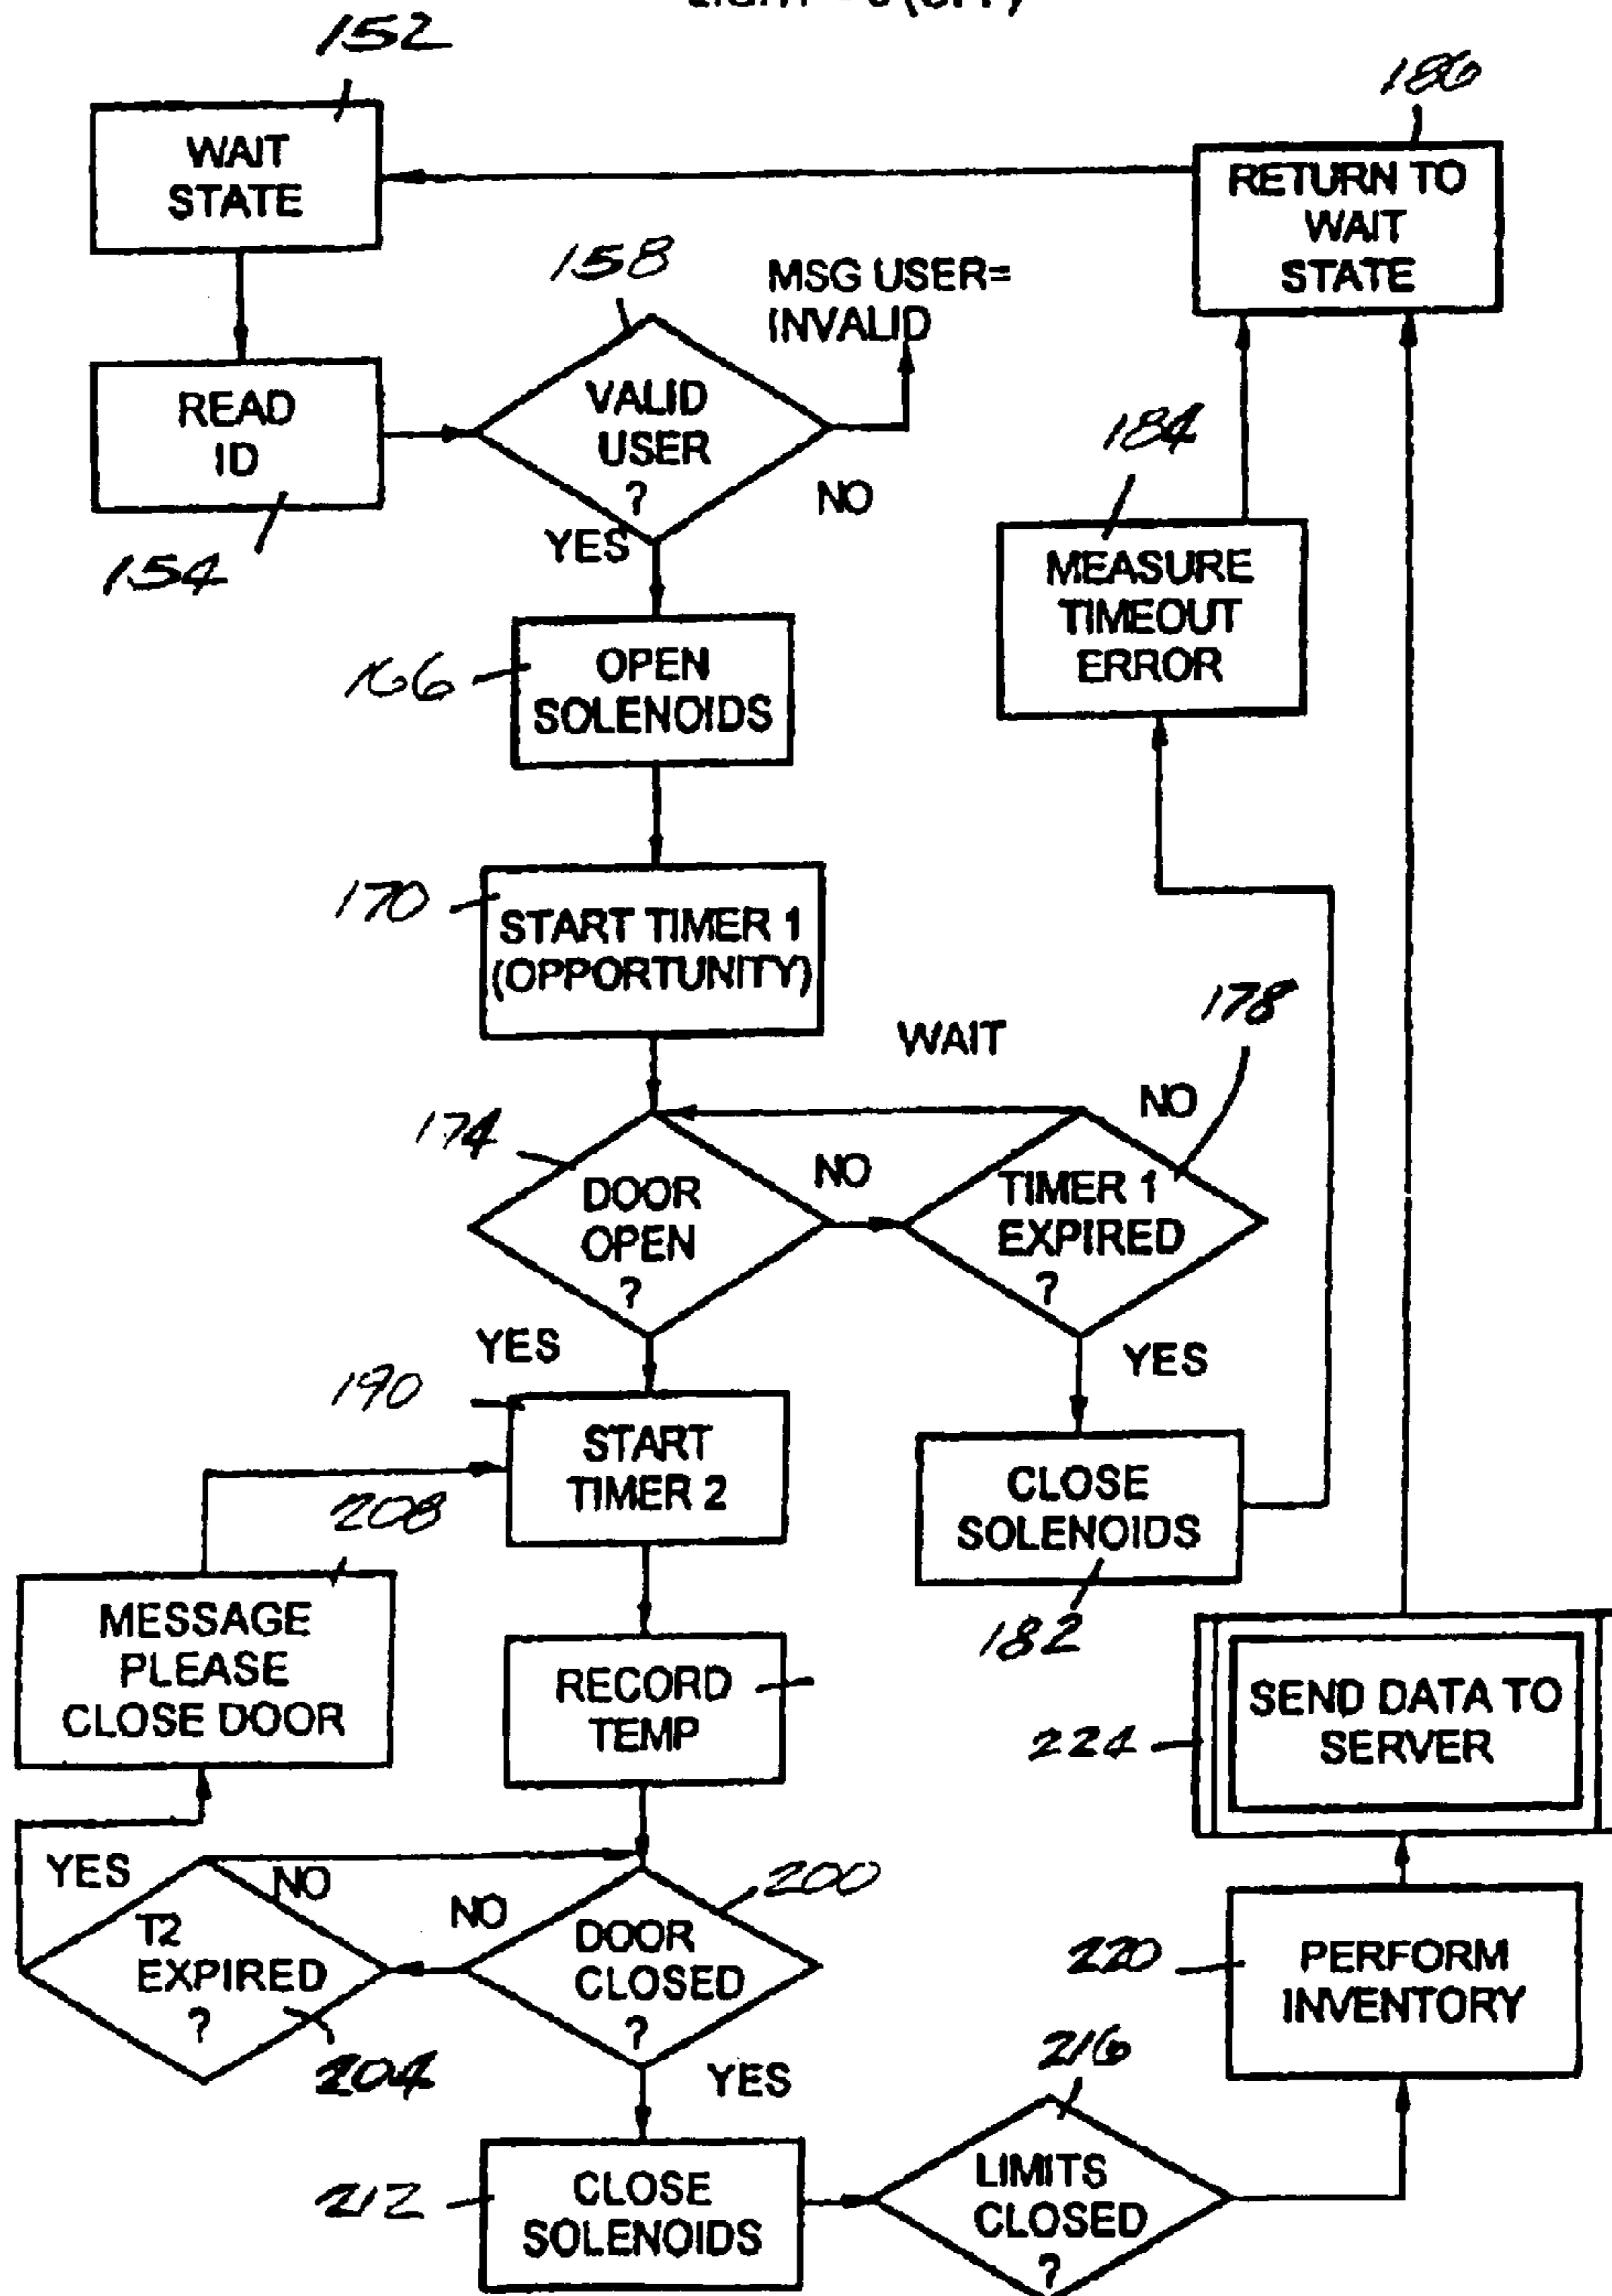 152
186
WAIT
STATE
RETURN TO
WAIT
STATE
158
MSG USER=
INVALID
READ
ID
VALID
USER
?
184
NO
YES
154
MEASURE
TIMEOUT
ERROR
166
OPEN
SOLENOIDS
170
START TIMER 1
(OPPORTUNITY)
178
WAIT
NO
174
DOOR
OPEN
?
NO
TIMER 1
EXPIRED
?
YES
YES
190
START
TIMER 2
CLOSE
SOLENOIDS
208
182
MESSAGE
PLEASE
CLOSE DOOR
RECORD
TEMP
SEND DATA TO
SERVER
224
YES
NO
NO
200
T2
EXPIRED
?
DOOR
CLOSED
?
220
PERFORM
INVENTORY
204
YES
216
212
CLOSE
SOLENOIDS
LIMITS
CLOSED
?